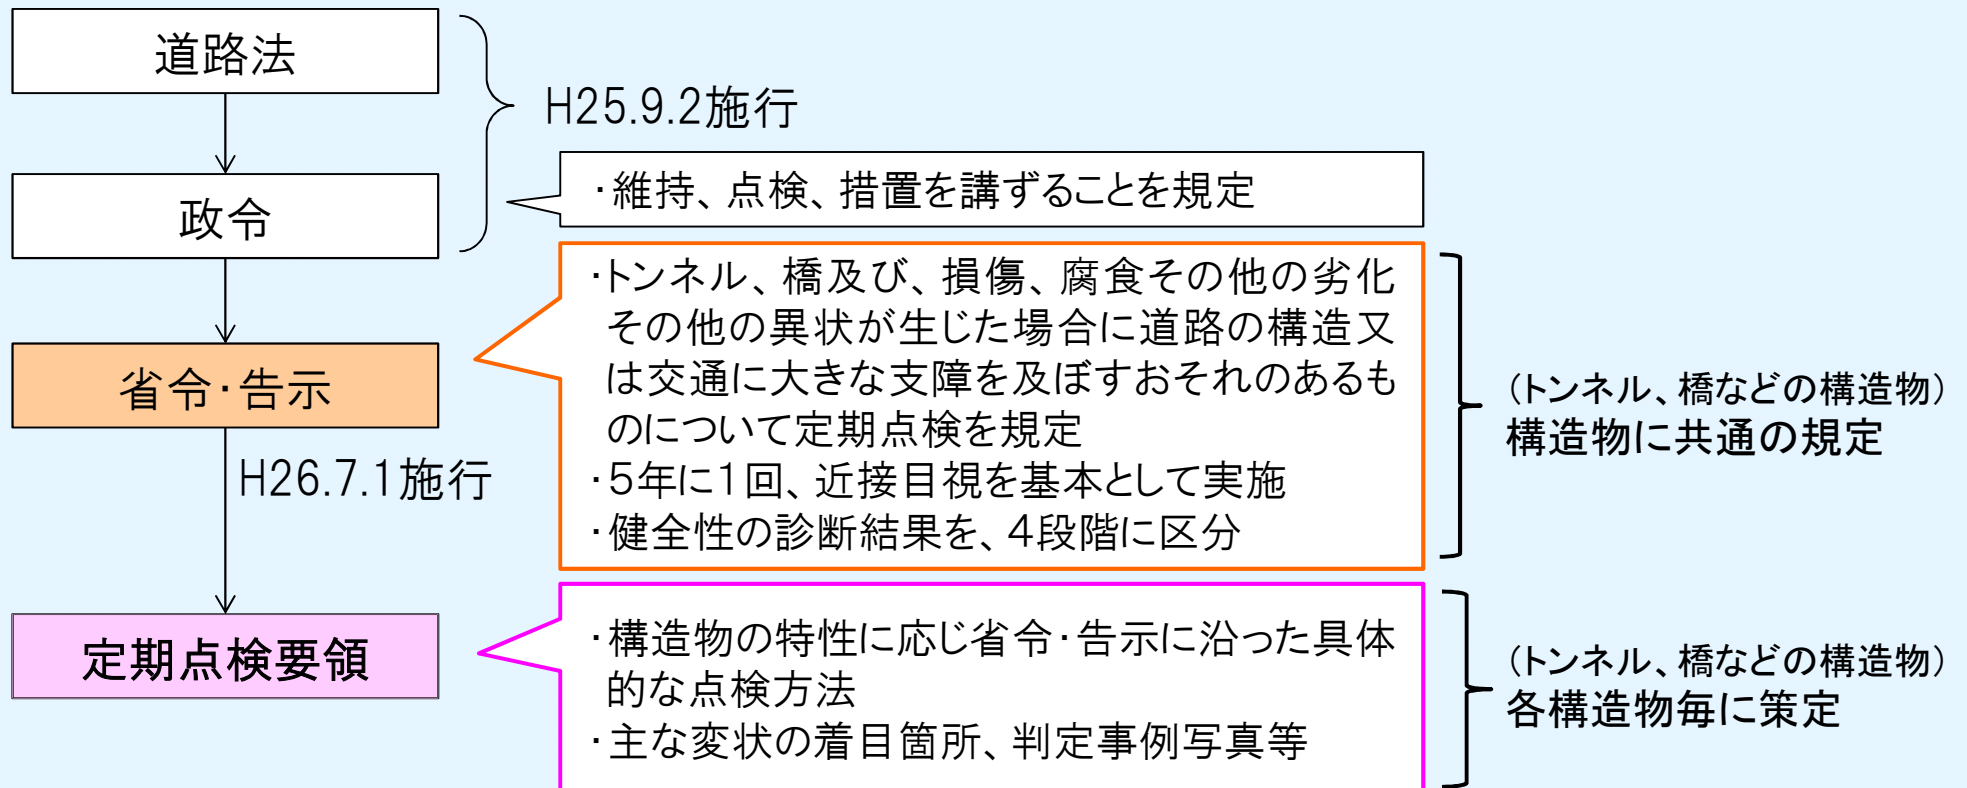 道路法
H25.9.2施行
・維持、点検、措置を講ずることを規定
政令
・トンネル、橋及び、損傷、腐食その他の劣化
その他の異状が生じた場合に道路の構造又
は交通に大きな支障を及ぼすおそれのあるも
のについて定期点検を規定
・5年に1回、近接目視を基本として実施
・健全性の診断結果を、4段階に区分
省令・告示
(トンネル、橋などの構造物)
構造物に共通の規定
H26.7.1施行
定期点検要領
・構造物の特性に応じ省令・告示に沿った具体
的な点検方法
・主な変状の着目箇所、判定事例写真等
(トンネル、橋などの構造物)
各構造物毎に策定